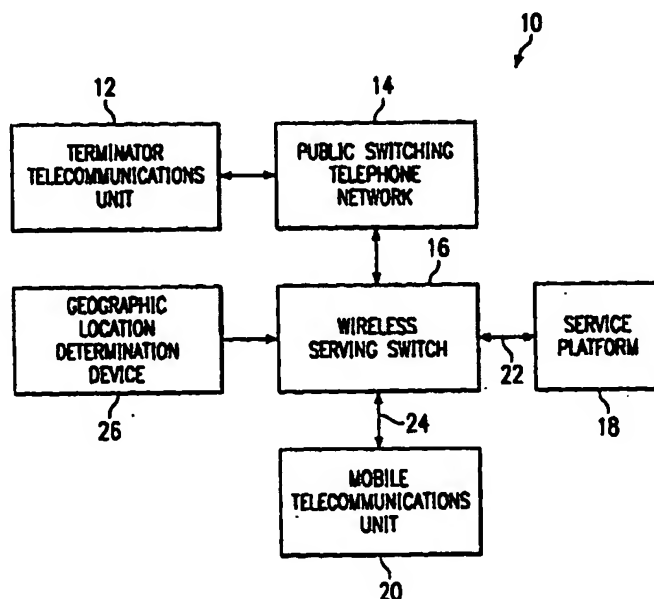 10
12
14
TERMINATOR
TELECOMMUNICATIONS
UNIT
PUBLIC SWITCHING
TELEPHONE
NETWORK
16
GEOGRAPHIC
LOCATION
DETERMINATION
DEVICE
WIRELESS
SERVING SWITCH
22
SERVICE
PLATFORM
26
24
18
MOBILE
TELECOMMUNICATIONS
UNIT
20